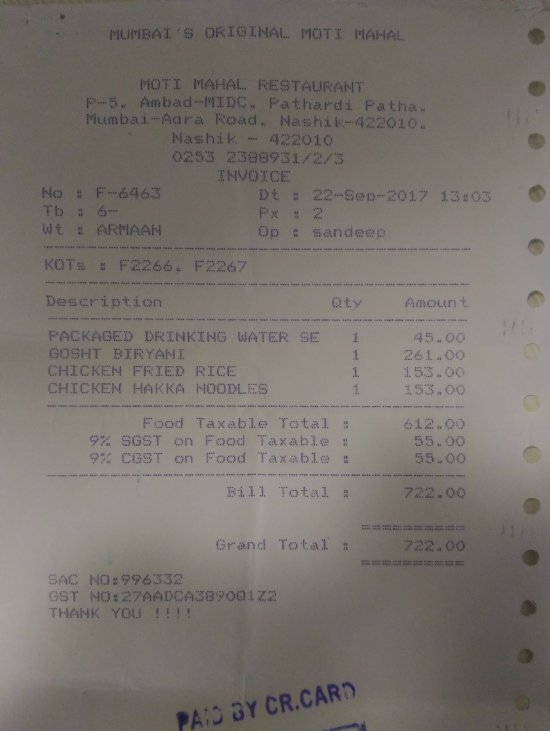 MUMBAI'S ORIGINAL MOTI MAHAL
MOTI MAHAL RESTAURANT
P-5, Ambad-MIDC, Pathardi Patha,
Mumbai-Agra Road, Nashik-422010.
Nashik - 422010
0253 2388931/2/3
INVOICE
No : F-6463 Dt : 22-Sep-2017 13:03
Tb : 6- Px : 2
Wt : ARMAAN Op : sandeep
KOTs : F2266, F2267
Description Qty Amount
PACKAGED DRINKING WATER SE 1 45.00
GOSHT BIRYANI 1 261.00
CHICKEN FRIED RICE 1 153.00
CHICKEN HAKKA NOODLES 1 153.00
Food Taxable Total : 612.00
9% SGST on Food Taxable : 55.00
9% CGST on Food Taxable : 55.00
Bill Total : 722.00
Grand Total : 722.00
SAC NO:996332
GST NO:27AADCA3890Q1Z2
THANK YOU !!!!
PAID BY CR.CARD